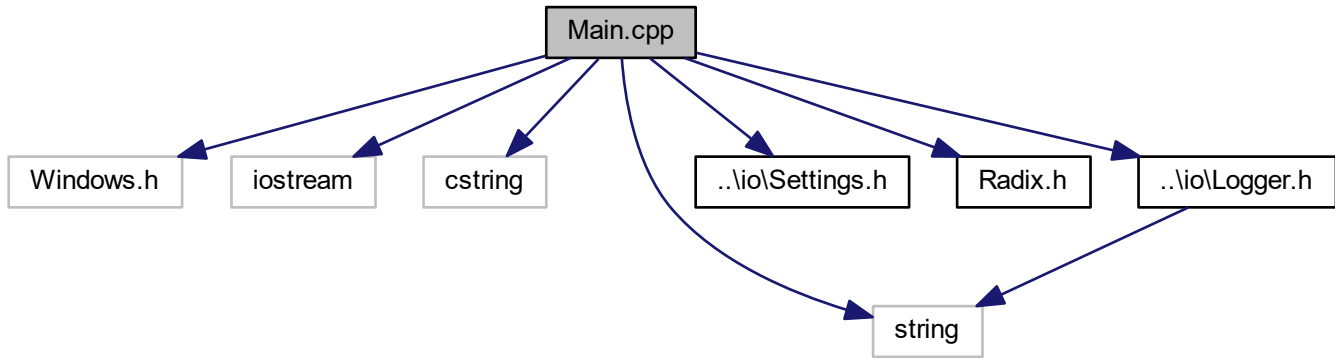 Main.cpp
Windows.h
iostream
cstring
..\io\Settings.h
Radix.h
..\io\Logger.h
string